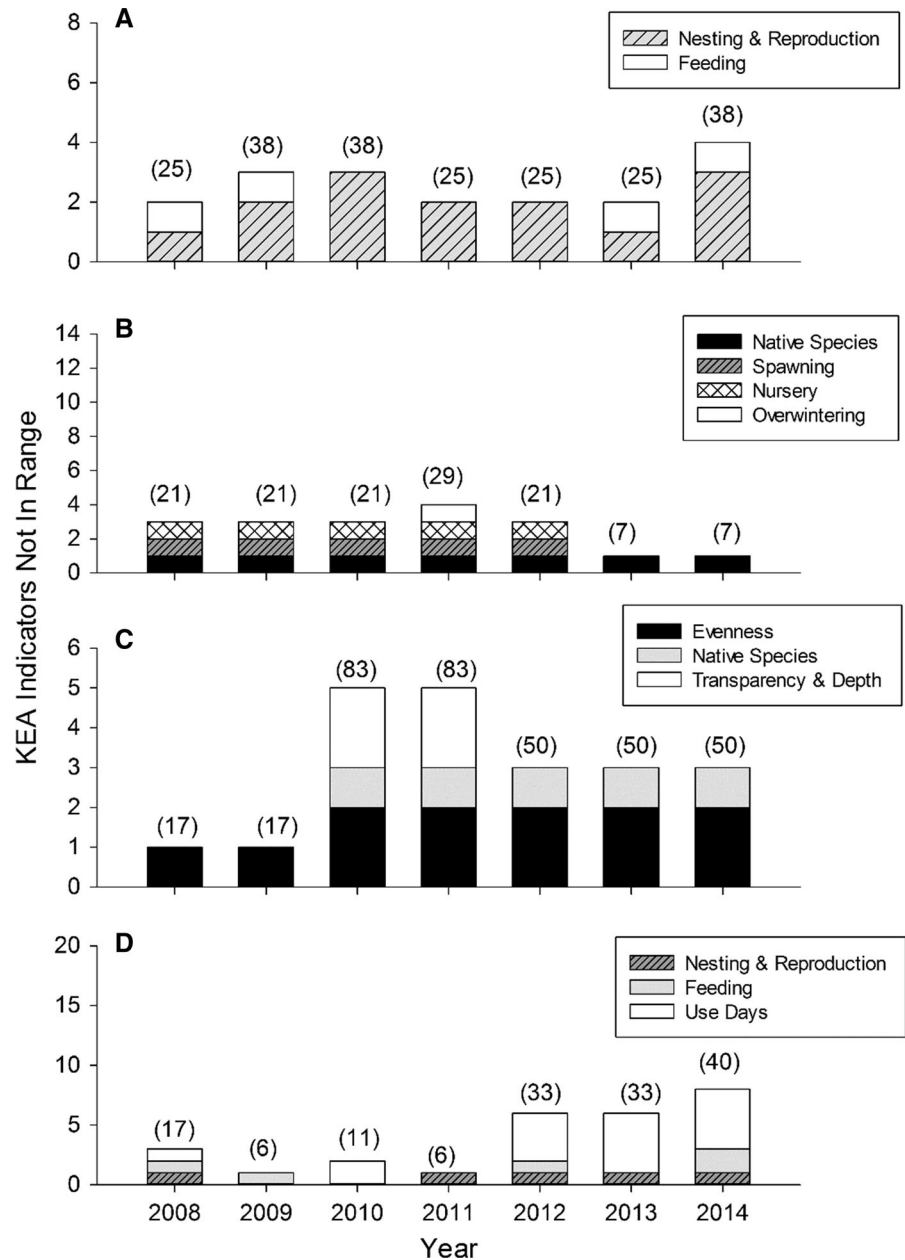 A
Nesting & Reproduction
Feeding
8
6
4
2
0
(25)
(38)
(38)
(25)
(25)
(25)
(38)
B
Native Species
Spawning
Nursery
Overwintering
14
12
10
8
6
4
2
0
(21)
(21)
(21)
(29)
(21)
(7)
(7)
KEA Indicators Not In Range
C
Evenness
Native Species
Transparency & Depth
6
5
4
3
2
1
0
(17)
(17)
(83)
(83)
(50)
(50)
(50)
D
Nesting & Reproduction
Feeding
Use Days
20
15
10
5
0
(17)
(6)
(11)
(6)
(33)
(33)
(40)
2008 2009 2010 2011 2012 2013 2014
Year